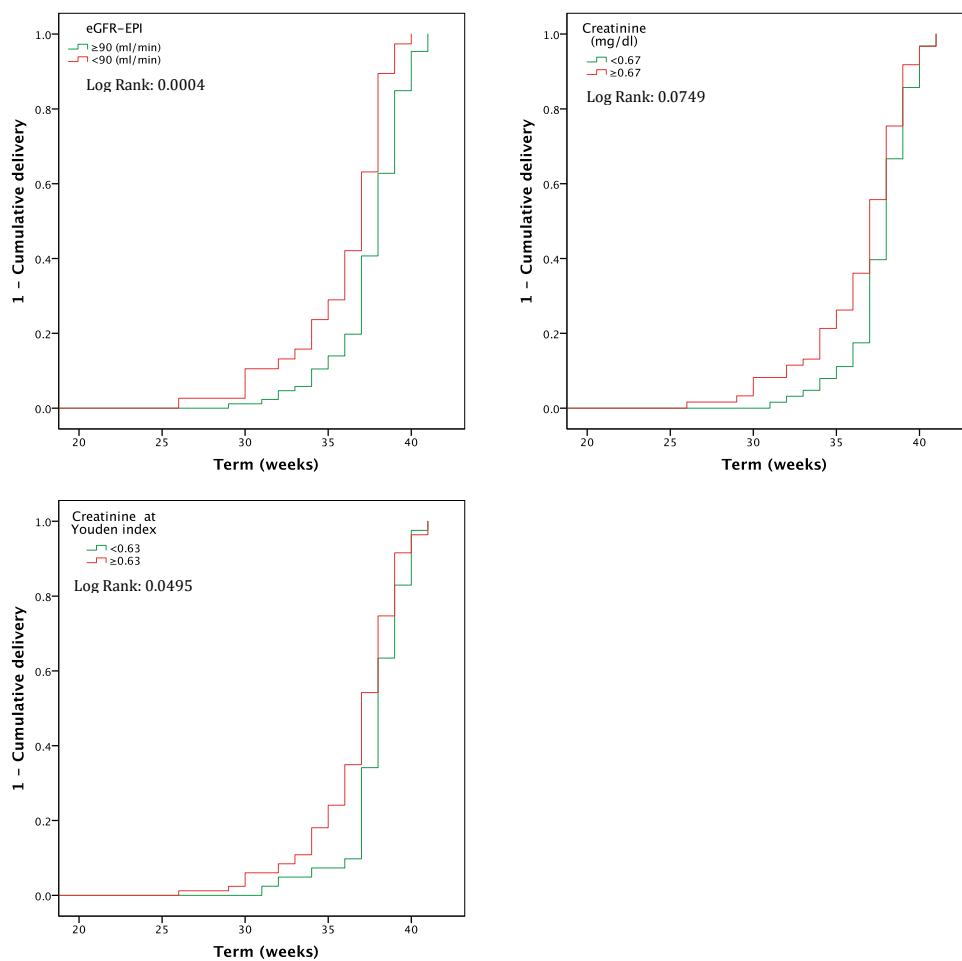 eGFR-EPI
≥90 (ml/min)
<90 (ml/min)
Log Rank: 0.0004
1 – Cumulative delivery
1.0
0.8
0.6
0.4
0.2
0.0
20 25 30 35 40
Term (weeks)
Creatinine
(mg/dl)
<0.67
≥0.67
Log Rank: 0.0749
1 – Cumulative delivery
1.0
0.8
0.6
0.4
0.2
0.0
20 25 30 35 40
Term (weeks)
Creatinine at
Youden index
<0.63
≥0.63
Log Rank: 0.0495
1 – Cumulative delivery
1.0
0.8
0.6
0.4
0.2
0.0
20 25 30 35 40
Term (weeks)